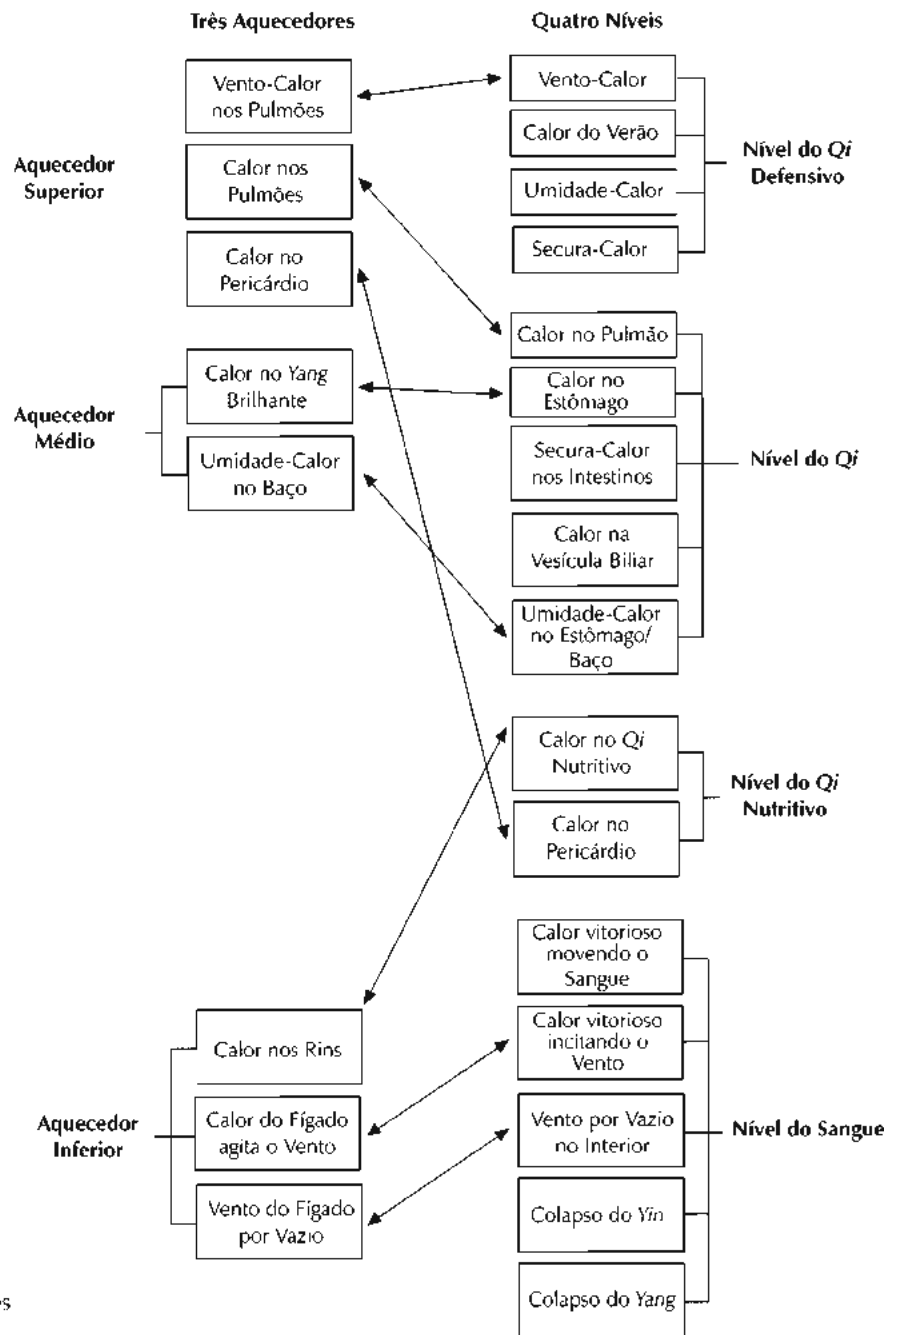 Três Aquecedores
Quatro Níveis
Aquecedor
Superior
Vento-Calor
nos Pulmões
Calor nos
Pulmões
Calor no
Pericárdio
Vento-Calor
Calor do Verão
Umidade-Calor
Secura-Calor
Nível do Qi
Defensivo
Aquecedor
Médio
Calor no Yang
Brilhante
Umidade-Calor
no Baço
Calor no Pulmão
Calor no
Estômago
Secura-Calor
nos Intestinos
Calor na
Vesícula Biliar
Umidade-Calor
no Estômago/
Baço
Nível do Qi
Calor no Qi
Nutritivo
Calor no
Pericárdio
Nível do Qi
Nutritivo
Aquecedor
Inferior
Calor nos Rins
Calor do Fígado
agita o Vento
Vento do Fígado
por Vazio
Calor vitorioso
movendo o
Sangue
Calor vitorioso
incitando o
Vento
Vento por Vazio
no Interior
Colapso do Yin
Colapso do Yang
Nível do Sangue